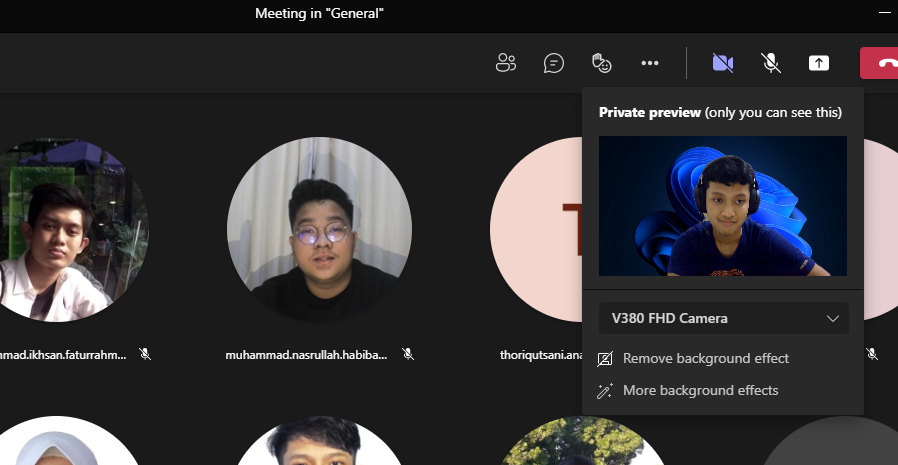 Meeting in "General"
Private preview (only you can see this)
T
V380 FHD Camera
mmad.ikhsan.faturrahm...
muhammad.nasrullah.habiba...
thoriqutsani.ana
Remove background effect
More background effects